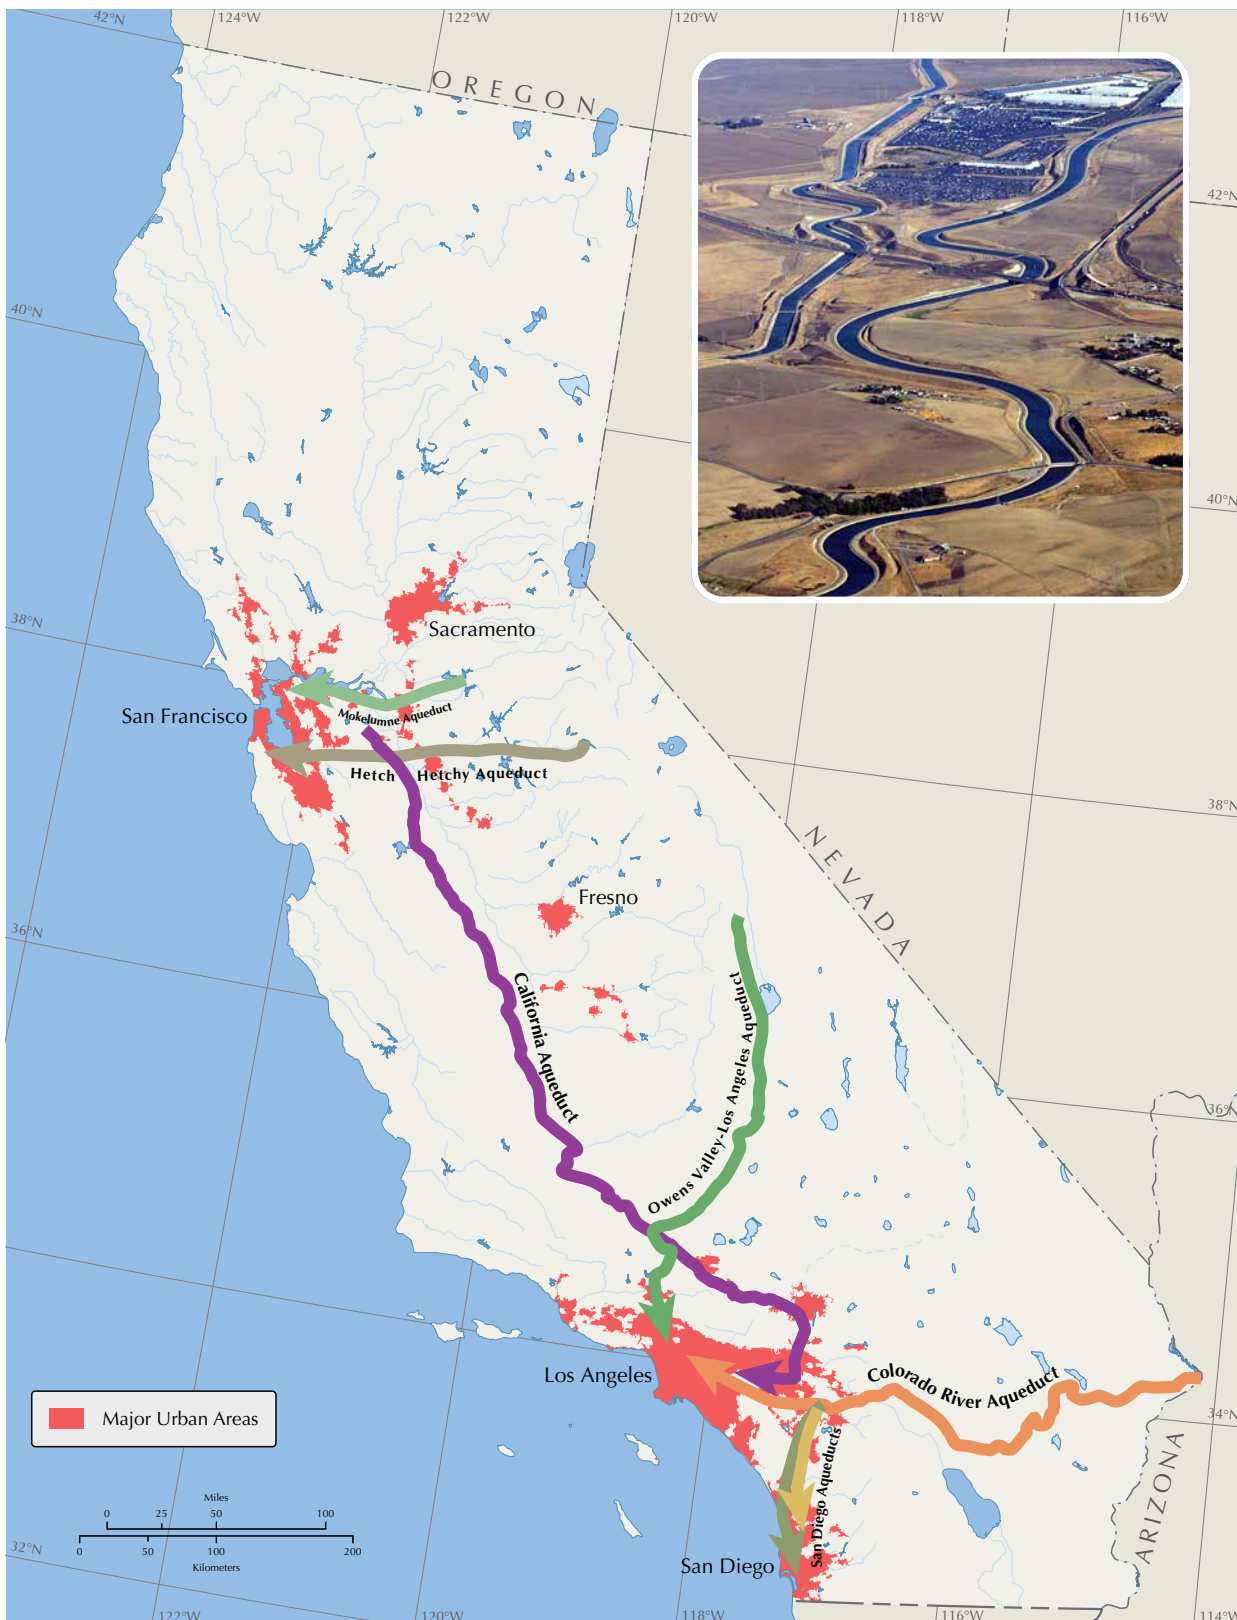 42°N
124°W
122°W
120°W
118°W
116°W
OREGON
42°N
40°N
40°N
38°N
Sacramento
San Francisco
Mokelumne Aqueduct
Hetch Hetchy Aqueduct
38°N
NEVADA
Fresno
36°N
California Aqueduct
Owens Valley-Los Angeles Aqueduct
36°N
Los Angeles
Colorado River Aqueduct
34°N
Major Urban Areas
San Diego Aqueducts
ARIZONA
Miles
0 25 50 100
0 50 100 200
Kilometers
San Diego
32°N
122°W
120°W
118°W
116°W
114°W